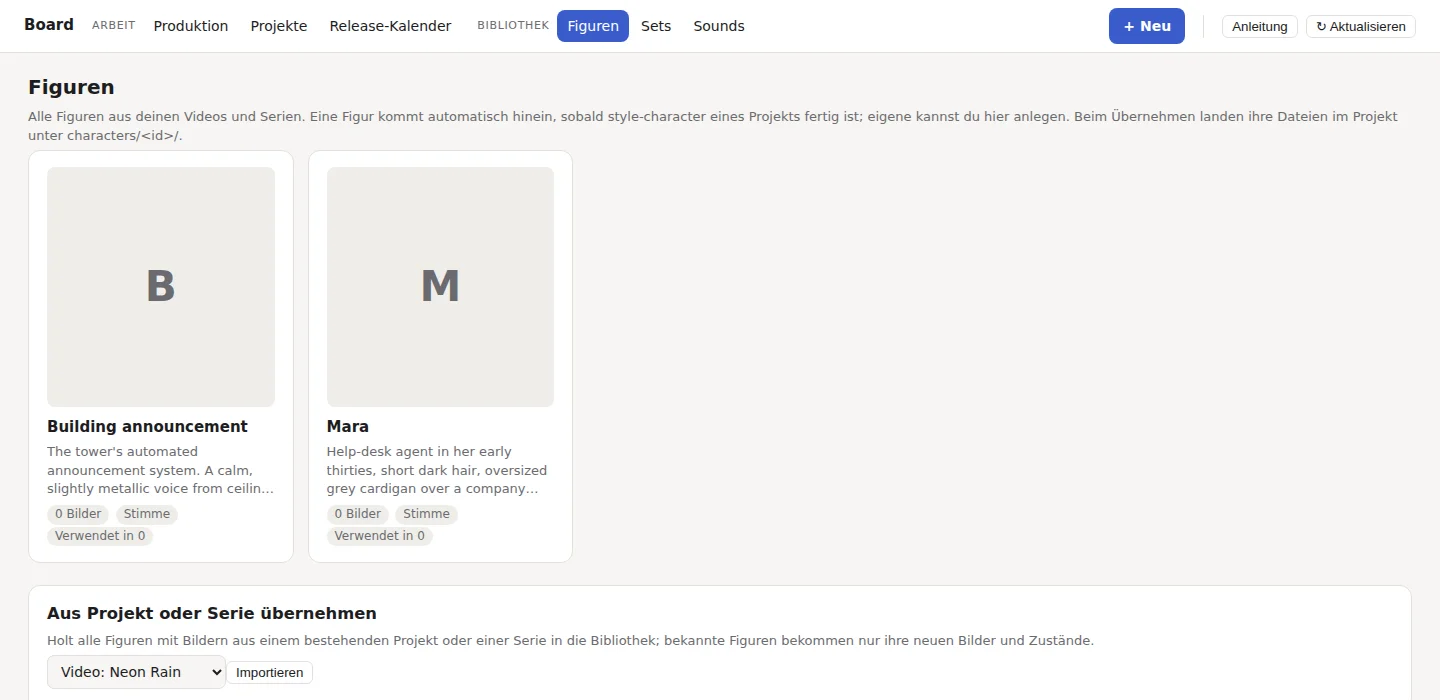 Board ARBEIT Produktion Projekte Release-Kalender BIBLIOTHEK Figuren Sets Sounds + Neu Anleitung ↻ Aktualisieren
Figuren
Alle Figuren aus deinen Videos und Serien. Eine Figur kommt automatisch hinein, sobald style-character eines Projekts fertig ist; eigene kannst du hier anlegen. Beim Übernehmen landen ihre Dateien im Projekt
unter characters/<id>/.
B
Building announcement
The tower's automated
announcement system. A calm,
slightly metallic voice from ceilin…
0 Bilder Stimme
Verwendet in 0
M
Mara
Help-desk agent in her early
thirties, short dark hair, oversized
grey cardigan over a company…
0 Bilder Stimme
Verwendet in 0
Aus Projekt oder Serie übernehmen
Holt alle Figuren mit Bildern aus einem bestehenden Projekt oder einer Serie in die Bibliothek; bekannte Figuren bekommen nur ihre neuen Bilder und Zustände.
Video: Neon Rain Importieren